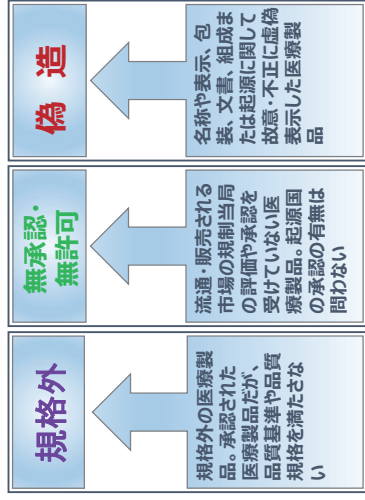 規格外
規格外の医療製
品。承認された
医療製品だが、
品質基準や品質
規格を満たさな
い
無承認・
無許可
流通・販売される
市場の規制当局
の評価や承認を
受けていない医
療製品。起源国
の承認の有無は
問わない
偽 造
名称や表示、包
装、文書、組成ま
たは起源に関して
故意・不正に虚偽
表示した医療製
品